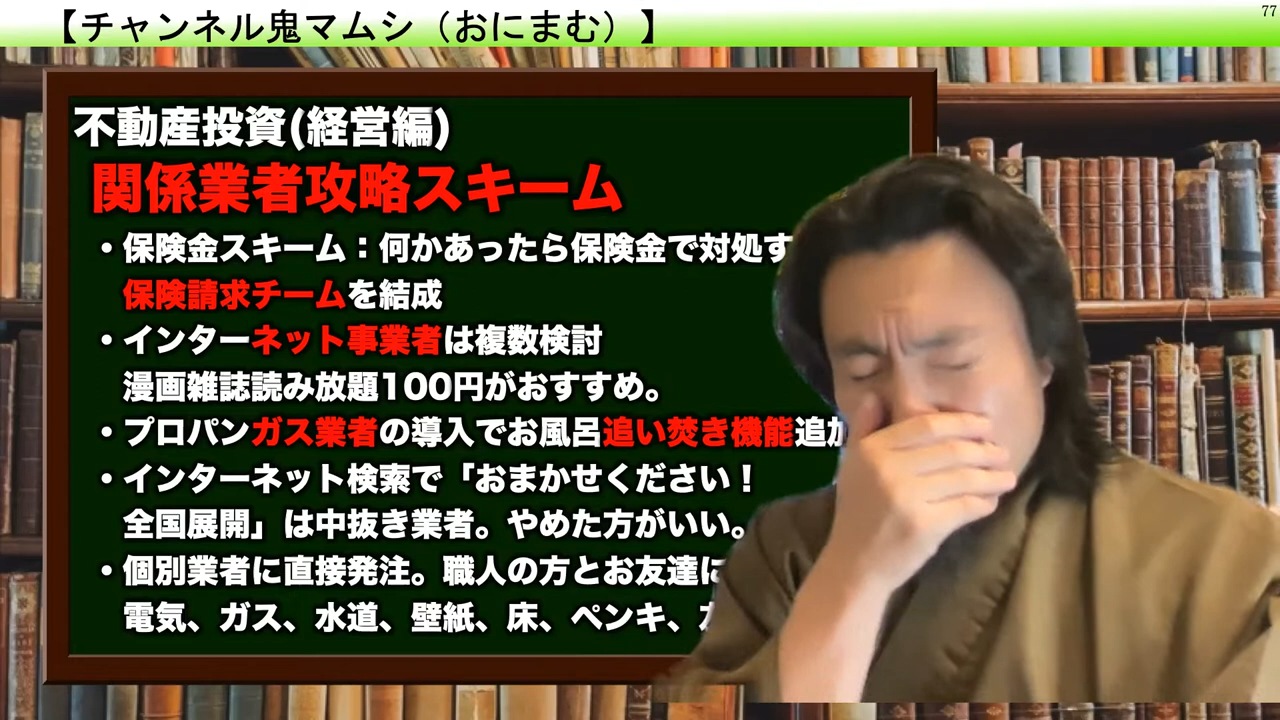 【チャンネル鬼マムシ（おにまむ）】
77
不動産投資(経営編)
関係業者攻略スキーム
・保険金スキーム：何かあったら保険金で対処す
保険請求チームを結成
・インターネット事業者は複数検討
漫画雑誌読み放題100円がおすすめ。
・プロパンガス業者の導入でお風呂追い焚き機能追加
・インターネット検索で「おまかせください！
全国展開」は中抜き業者。やめた方がいい。
・個別業者に直接発注。職人の方とお友達に
電気、ガス、水道、壁紙、床、ペンキ、